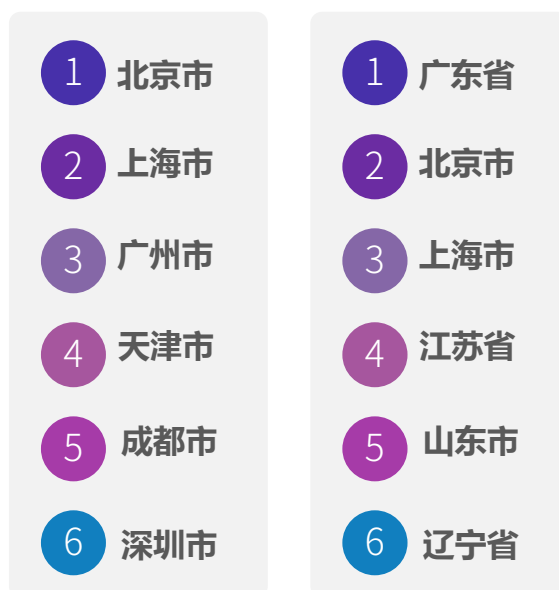 1 北京市
2 上海市
3 广州市
4 天津市
5 成都市
6 深圳市
1 广东省
2 北京市
3 上海市
4 江苏省
5 山东市
6 辽宁省